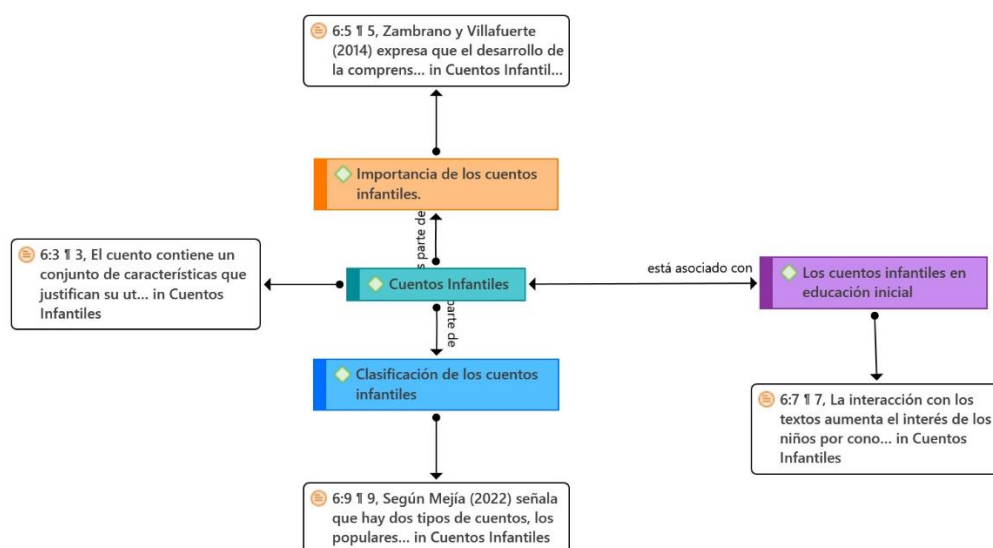 6:5 ¶ 5, Zambrano y Villafuerte
(2014) expresa que el desarrollo de
la comprens... in Cuentos Infantil...
Importancia de los cuentos
infantiles.
s parte de
6:3 ¶ 3, El cuento contiene un
conjunto de características que
justifican su ut... in Cuentos
Infantiles
Cuentos Infantiles
está asociado con
Los cuentos infantiles en
educación inicial
parte de
Clasificación de los cuentos
infantiles
6:7 ¶ 7, La interacción con los
textos aumenta el interés de los
niños por cono... in Cuentos
Infantiles
6:9 ¶ 9, Según Mejía (2022) señala
que hay dos tipos de cuentos, los
populares... in Cuentos Infantiles